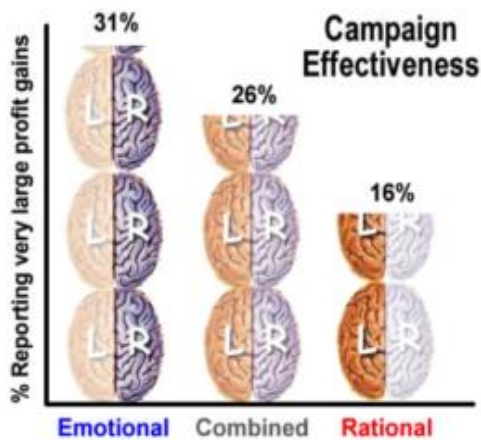 Campaign
Effectiveness
% Reporting very large profit gains
31%
26%
16%
L R
L R
L R
L R
L R
L R
L R
L R
Emotional Combined Rational